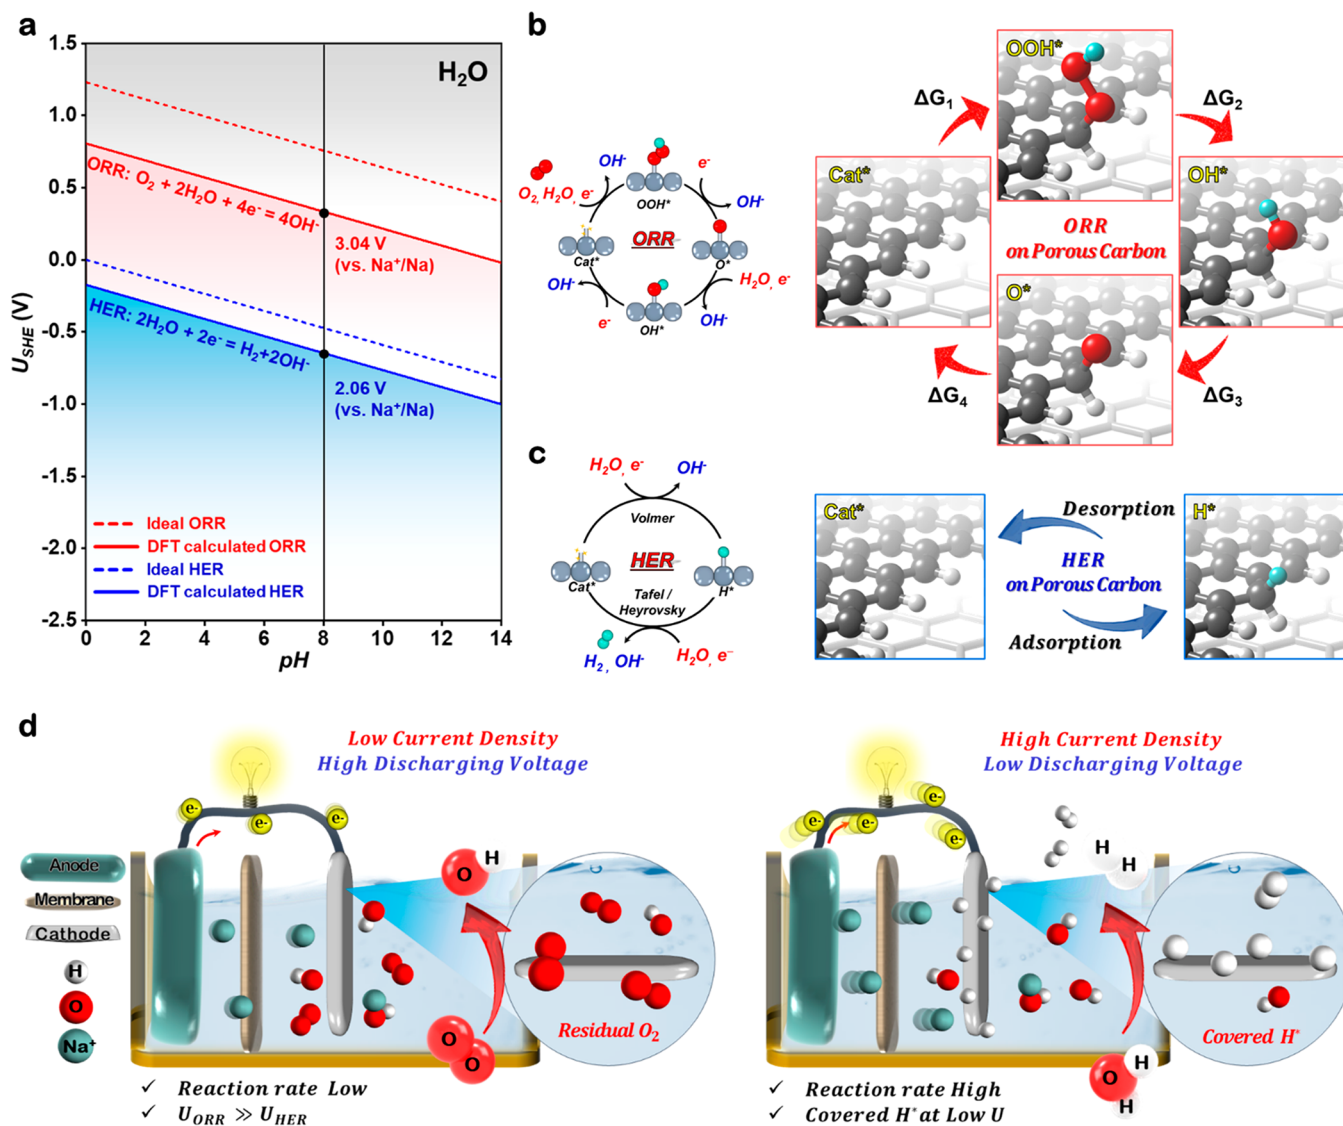 a
H₂O
1.5
1.0
0.5
0.0
-0.5
-1.0
-1.5
-2.0
-2.5
U_SHE (V)
0 2 4 6 8 10 12 14
pH
ORR: O₂ + 2H₂O + 4e⁻ = 4OH⁻
3.04 V
(vs. Na⁺/Na)
HER: 2H₂O + 2e⁻ = H₂+2OH⁻
2.06 V
(vs. Na⁺/Na)
Ideal ORR
DFT calculated ORR
Ideal HER
DFT calculated HER
b
O₂, H₂O, e⁻
OH⁻
OOH*
e⁻
OH⁻
Cat*
ORR
O*
OH⁻
H₂O, e⁻
e⁻
OH*
OH⁻
ΔG₁
OOH*
ΔG₂
Cat*
OH*
ORR
on Porous Carbon
O*
ΔG₄
ΔG₃
c
H₂O, e⁻
OH⁻
Volmer
HER
Cat*
H*
Tafel /
Heyrovsky
H₂ , OH⁻
H₂O, e⁻
Cat*
Desorption
H*
HER
on Porous Carbon
Adsorption
d
Low Current Density
High Discharging Voltage
e-
e-
e-
Anode
Membrane
Cathode
H
O
Na⁺
O
H
O
O
Residual O₂
✓ Reaction rate Low
✓ U_ORR ≫ U_HER
High Current Density
Low Discharging Voltage
e-
e-
e-
e-
H
H
O
H
H
Covered H*
✓ Reaction rate High
✓ Covered H* at Low U